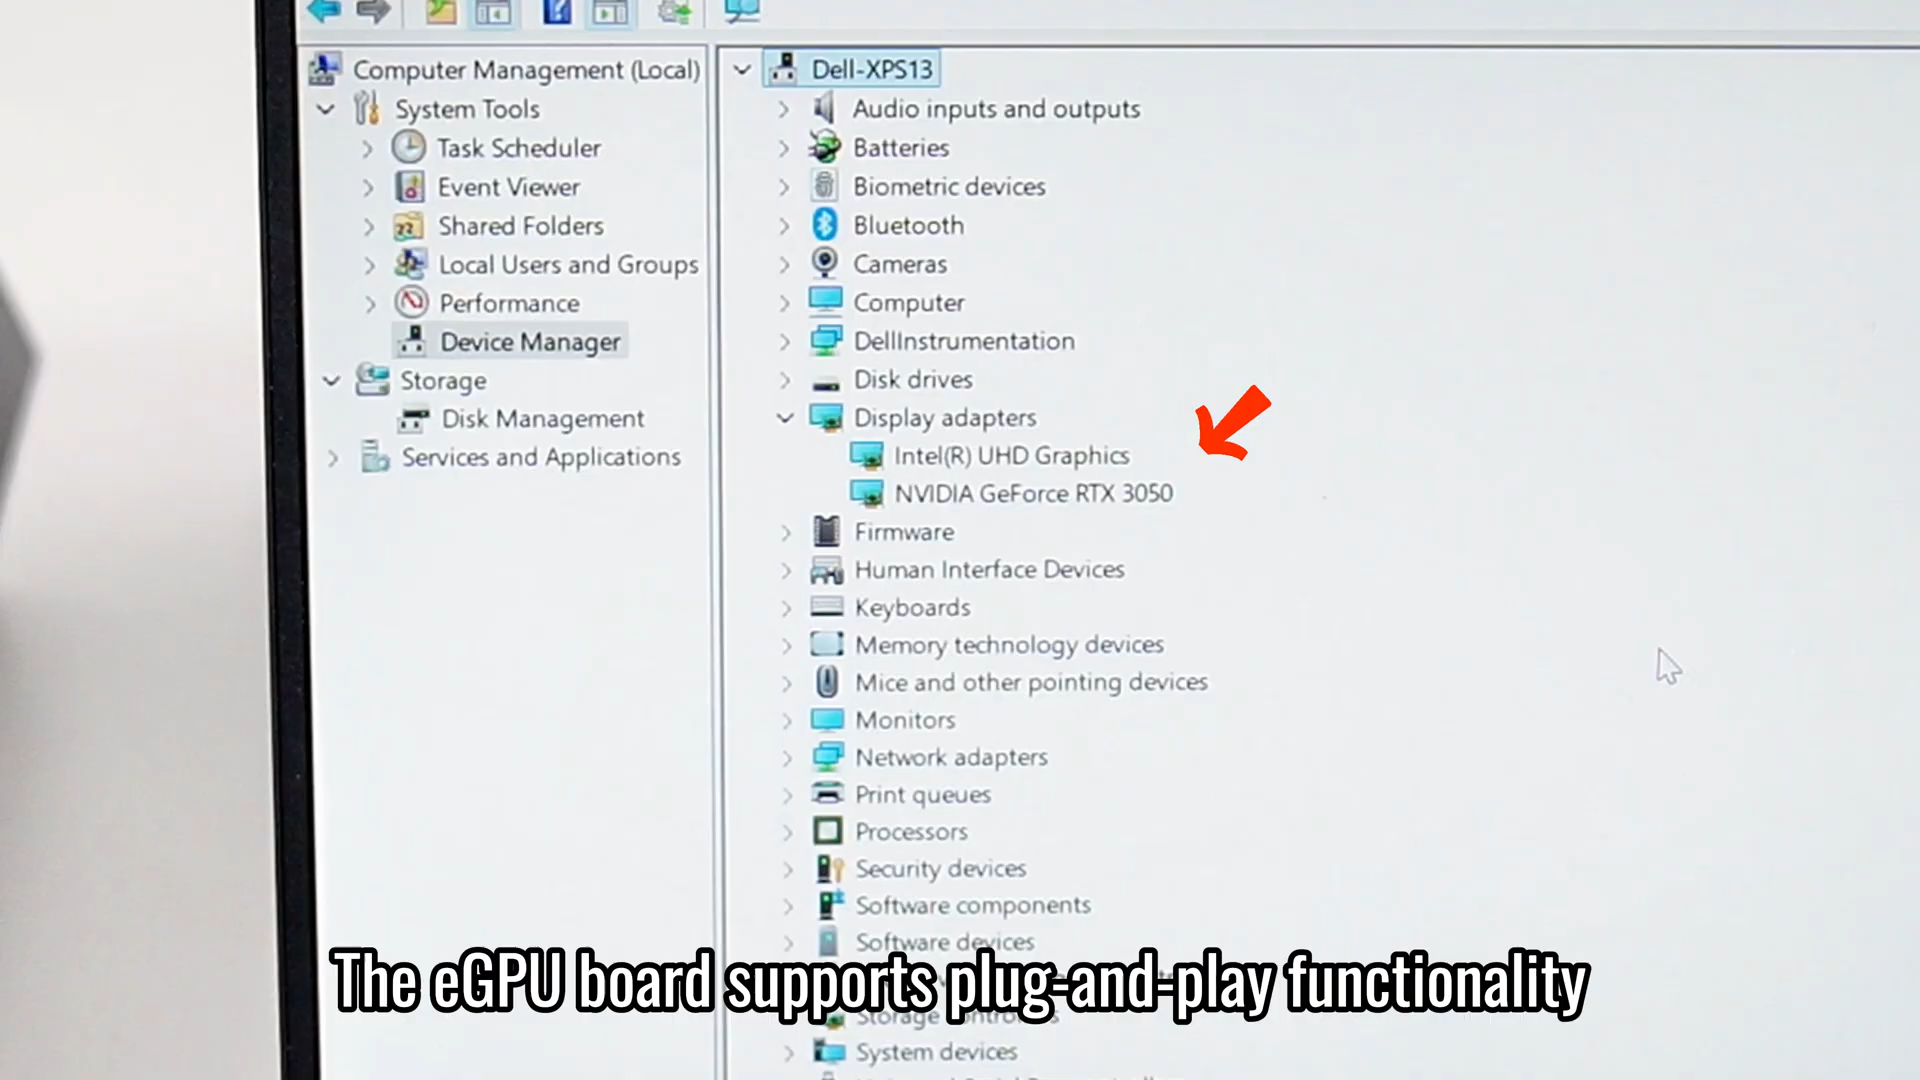 Computer Management (Local)
System Tools
Task Scheduler
Event Viewer
Shared Folders
Local Users and Groups
Performance
Device Manager
Storage
Disk Management
Services and Applications
Dell-XPS13
Audio inputs and outputs
Batteries
Biometric devices
Bluetooth
Cameras
Computer
DellInstrumentation
Disk drives
Display adapters
Intel(R) UHD Graphics
NVIDIA GeForce RTX 3050
Firmware
Human Interface Devices
Keyboards
Memory technology devices
Mice and other pointing devices
Monitors
Network adapters
Print queues
Processors
Security devices
Software components
Software devices
The eGPU board supports plug-and-play functionality
Storage
System devices